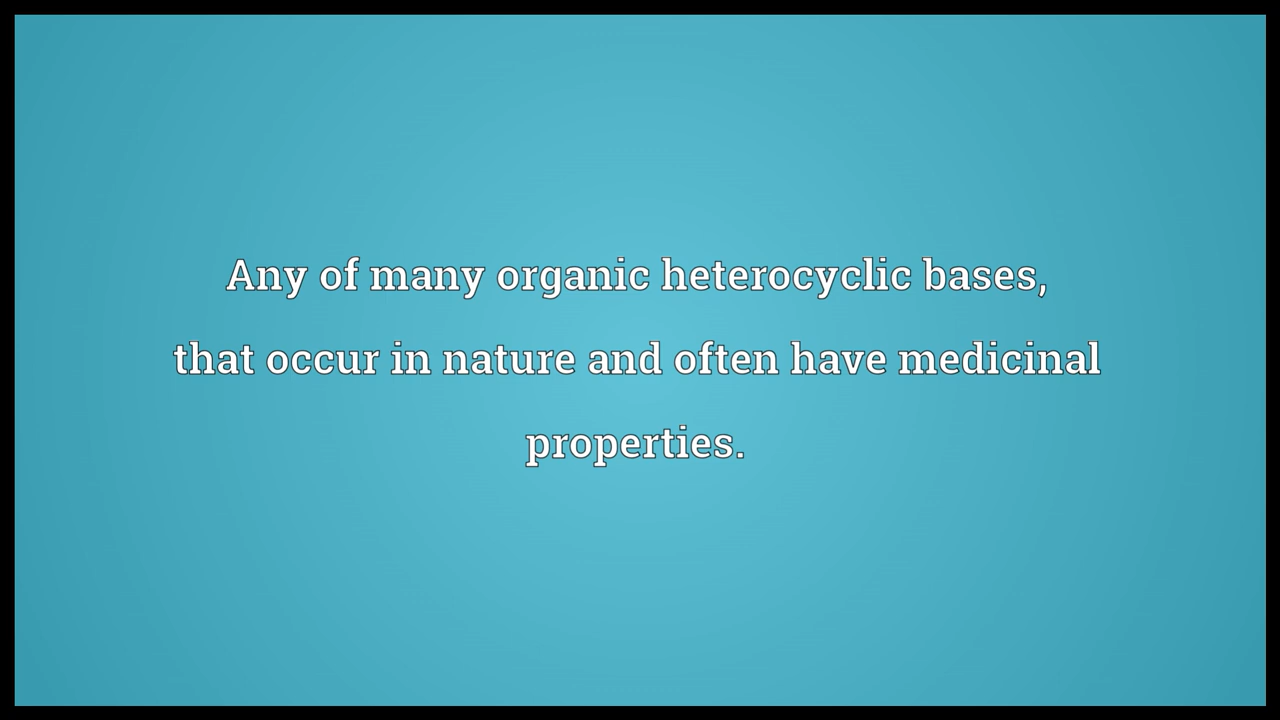 Any of many organic heterocyclic bases,
that occur in nature and often have medicinal
properties.